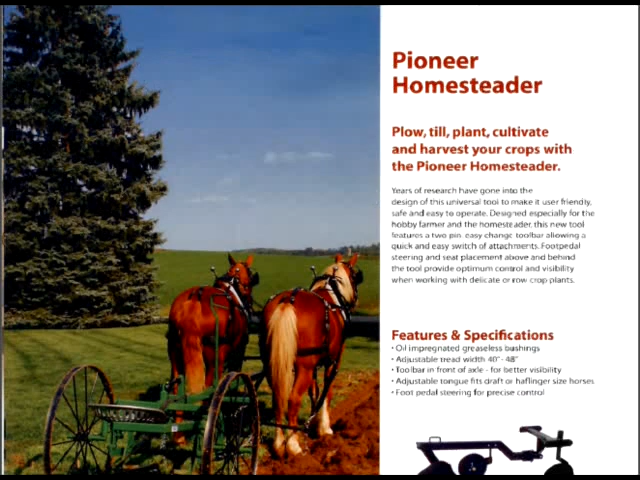 Pioneer
Homesteader
Plow, till, plant, cultivate
and harvest your crops with
the Pioneer Homesteader.
Years of research have gone into the
design of this universal tool to make it user friendly,
safe and easy to operate. Designed especially for the
hobby farmer and the homesteader, this new tool
features a two pin, easy change toolbar allowing a
quick and easy switch of attachments. Footpedal
steering and seat placement above and behind
the tool provide optimum control and visibility
when working with delicate or row crop plants.
Features & Specifications
• Oil impregnated greaseless bushings
• Adjustable tread width 40" - 48"
• Toolbar in front of axle - for better visibility
• Adjustable tongue fits draft or haflinger size horses
• Foot pedal steering for precise control